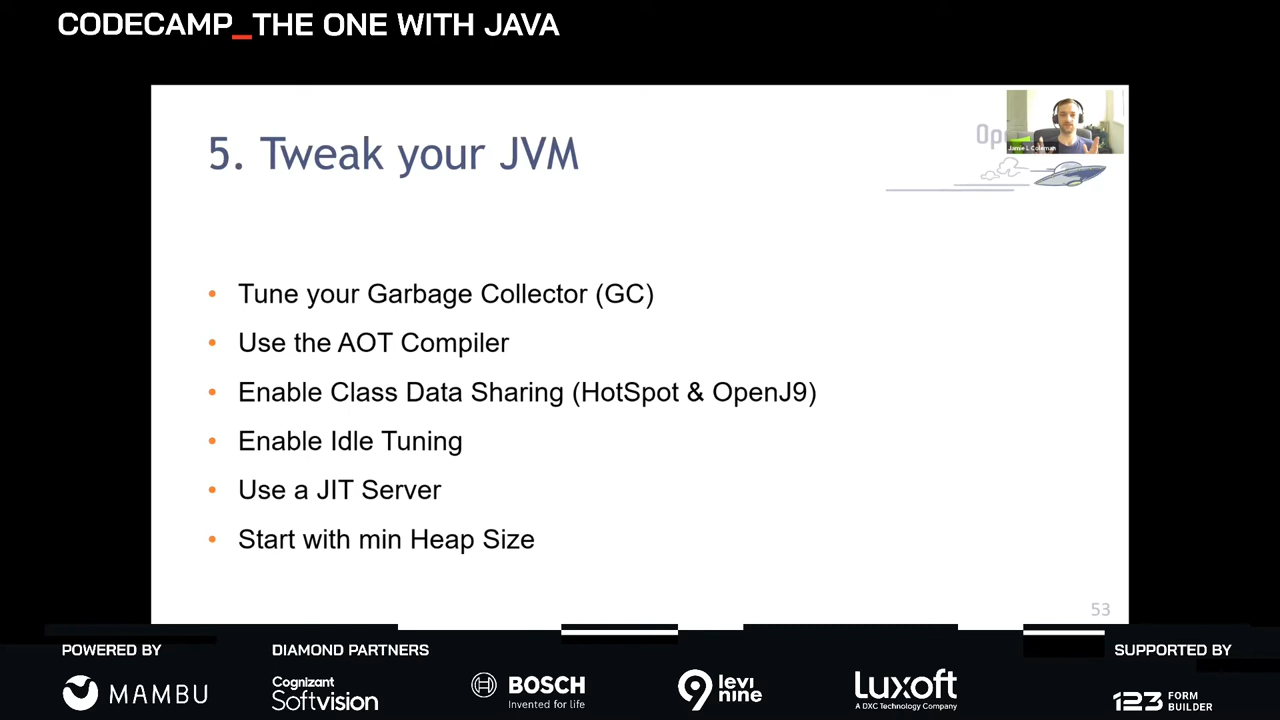 CODECAMP_THE ONE WITH JAVA
5. Tweak your JVM
Jamie L Coleman
• Tune your Garbage Collector (GC)
• Use the AOT Compiler
• Enable Class Data Sharing (HotSpot & OpenJ9)
• Enable Idle Tuning
• Use a JIT Server
• Start with min Heap Size
53
POWERED BY
MAMBU
DIAMOND PARTNERS
Cognizant
Softvision
BOSCH
Invented for life
9 levi
nine
Luxoft
A DXC Technology Company
SUPPORTED BY
123 FORM
BUILDER